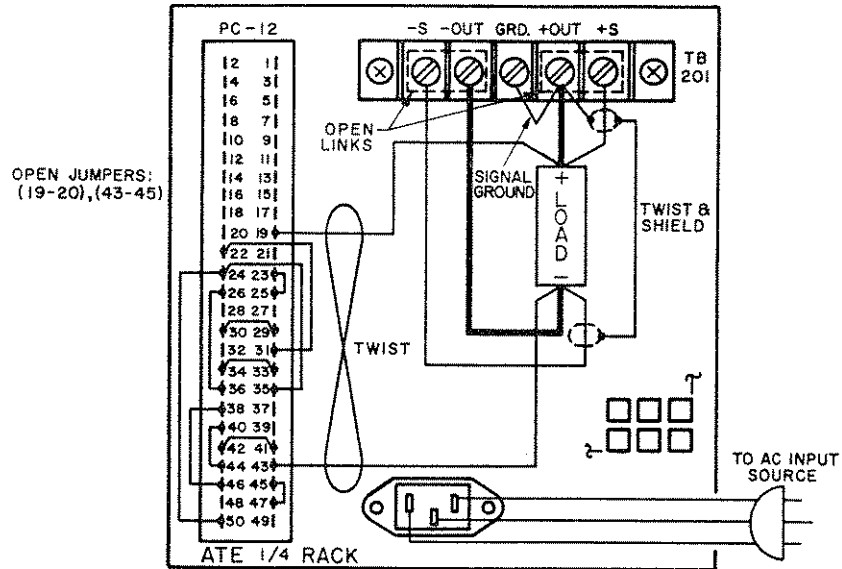 PC-12
-S -OUT GRD. +OUT +S
TB
201
2 1
4 3
6 5
8 7
10 9
12 11
14 13
16 15
18 17
20 19
22 21
24 23
26 25
28 27
30 29
32 31
34 33
36 35
38 37
40 39
42 41
44 43
46 45
48 47
50 49
OPEN JUMPERS:
(19-20),(43-45)
OPEN
LINKS
SIGNAL
GROUND
+
LOAD
-
TWIST &
SHIELD
TWIST
1
2
TO AC INPUT
SOURCE
ATE 1/4 RACK